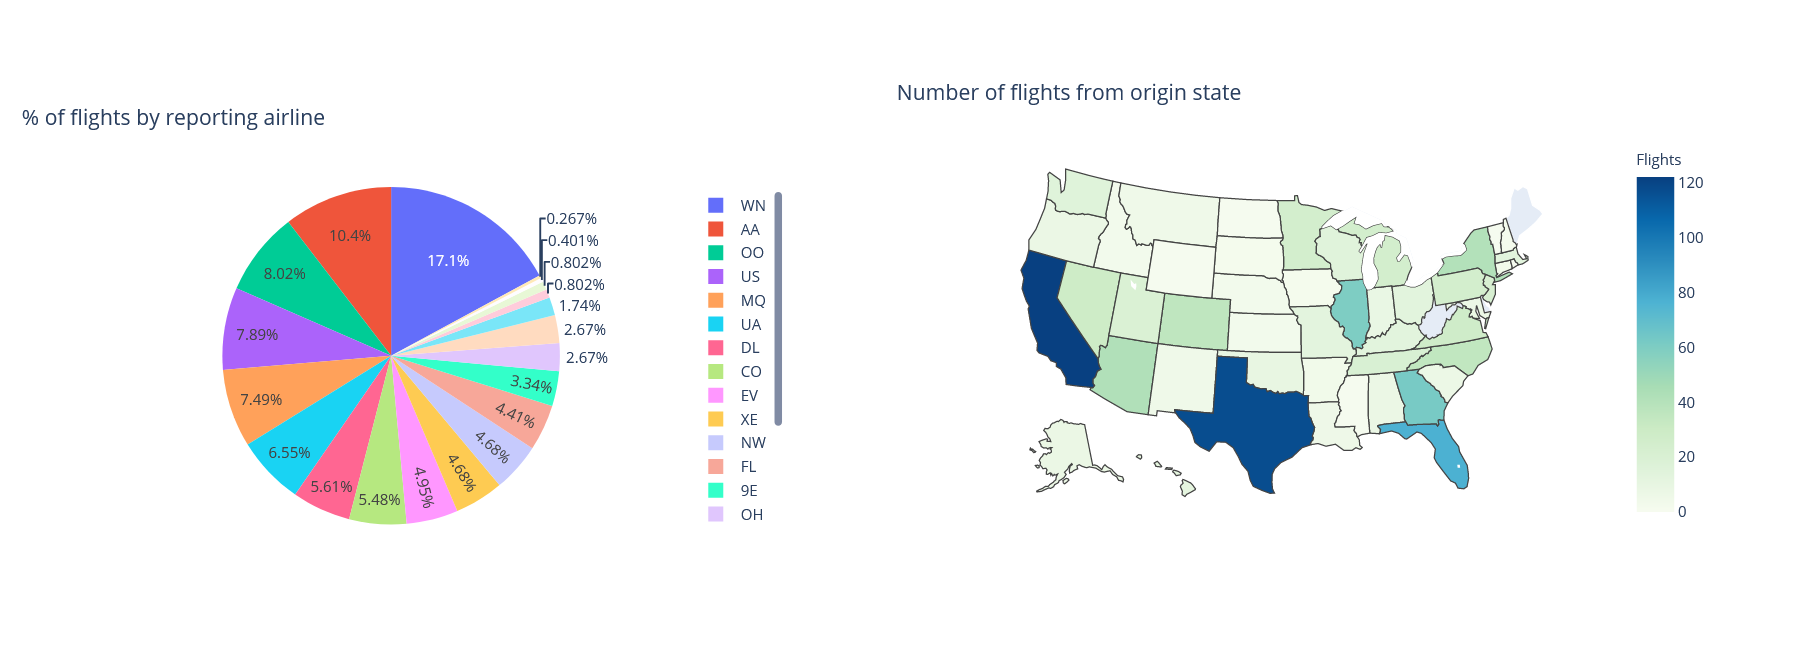 % of flights by reporting airline
17.1%
10.4%
8.02%
7.89%
7.49%
6.55%
5.61%
5.48%
4.95%
4.68%
4.68%
4.41%
3.34%
2.67%
2.67%
1.74%
0.802%
0.802%
0.401%
0.267%
WN
AA
OO
US
MQ
UA
DL
CO
EV
XE
NW
FL
9E
OH
Number of flights from origin state
Flights
120
100
80
60
40
20
0